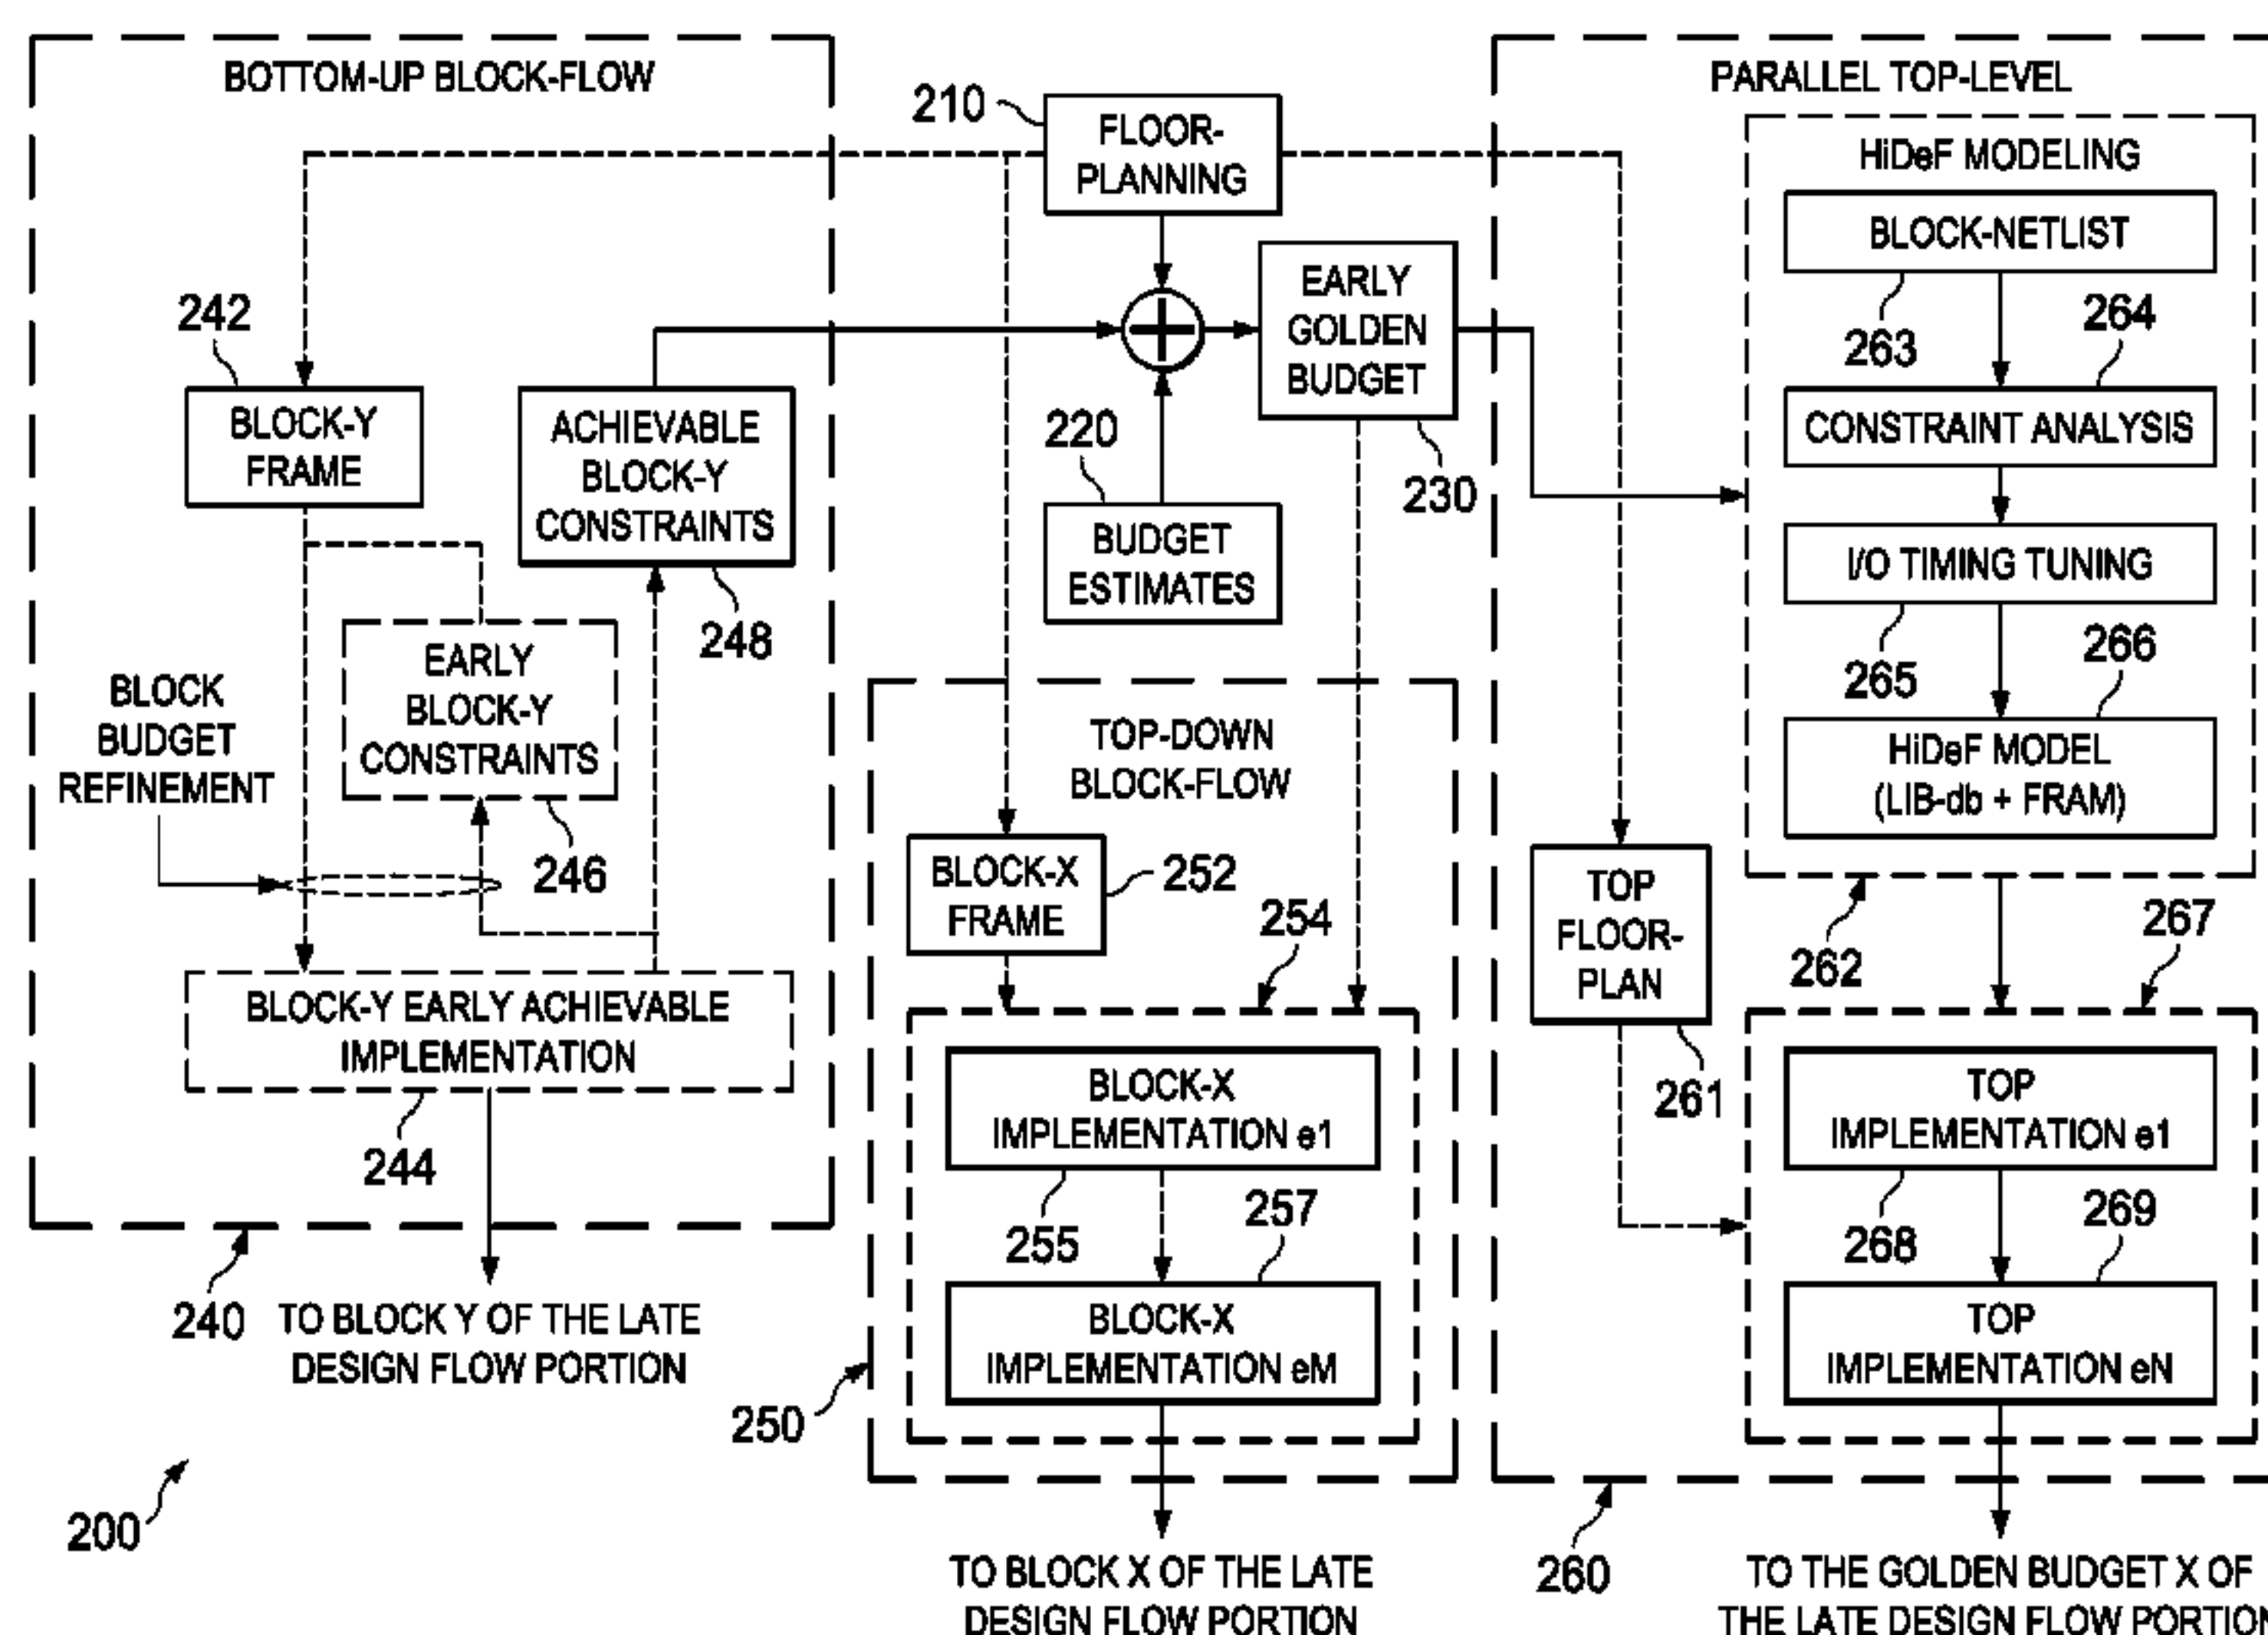 BOTTOM-UP BLOCK-FLOW
242
BLOCK-Y
FRAME
ACHIEVABLE
BLOCK-Y
CONSTRAINTS
248
EARLY
BLOCK-Y
CONSTRAINTS
246
BLOCK
BUDGET
REFINEMENT
BLOCK-Y EARLY ACHIEVABLE
IMPLEMENTATION
244
240
TO BLOCK Y OF THE LATE
DESIGN FLOW PORTION
200
210
FLOOR-
PLANNING
EARLY
GOLDEN
BUDGET
230
220
BUDGET
ESTIMATES
TOP-DOWN
BLOCK-FLOW
BLOCK-X
FRAME
252
254
BLOCK-X
IMPLEMENTATION e1
255
257
BLOCK-X
IMPLEMENTATION eM
250
TO BLOCK X OF THE LATE
DESIGN FLOW PORTION
PARALLEL TOP-LEVEL
HiDeF MODELING
BLOCK-NETLIST
263
264
CONSTRAINT ANALYSIS
I/O TIMING TUNING
265
266
HiDeF MODEL
(LIB-db + FRAM)
262
267
TOP
FLOOR-
PLAN
261
TOP
IMPLEMENTATION e1
268
269
TOP
IMPLEMENTATION eN
260
TO THE GOLDEN BUDGET X OF
THE LATE DESIGN FLOW PORTION